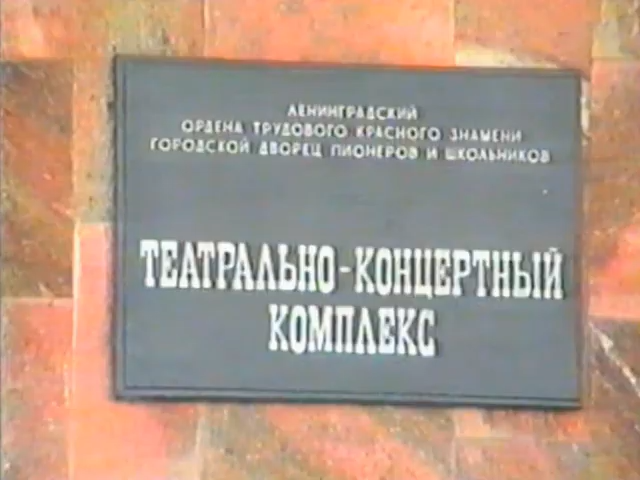 ЛЕНИНГРАДСКИЙ
ОРДЕНА ТРУДОВОГО КРАСНОГО ЗНАМЕНИ
ГОРОДСКОЙ ДВОРЕЦ ПИОНЕРОВ И ШКОЛЬНИКОВ
ТЕАТРАЛЬНО-КОНЦЕРТНЫЙ
КОМПЛЕКС